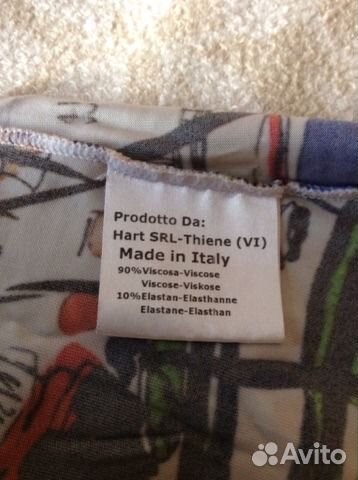 Prodotto Da:
Hart SRL-Thiene (VI)
Made in Italy
90%Viscosa-Viscose
Viscose-Viskose
10%Elastan-Elasthanne
Elastane-Elasthan
Avito